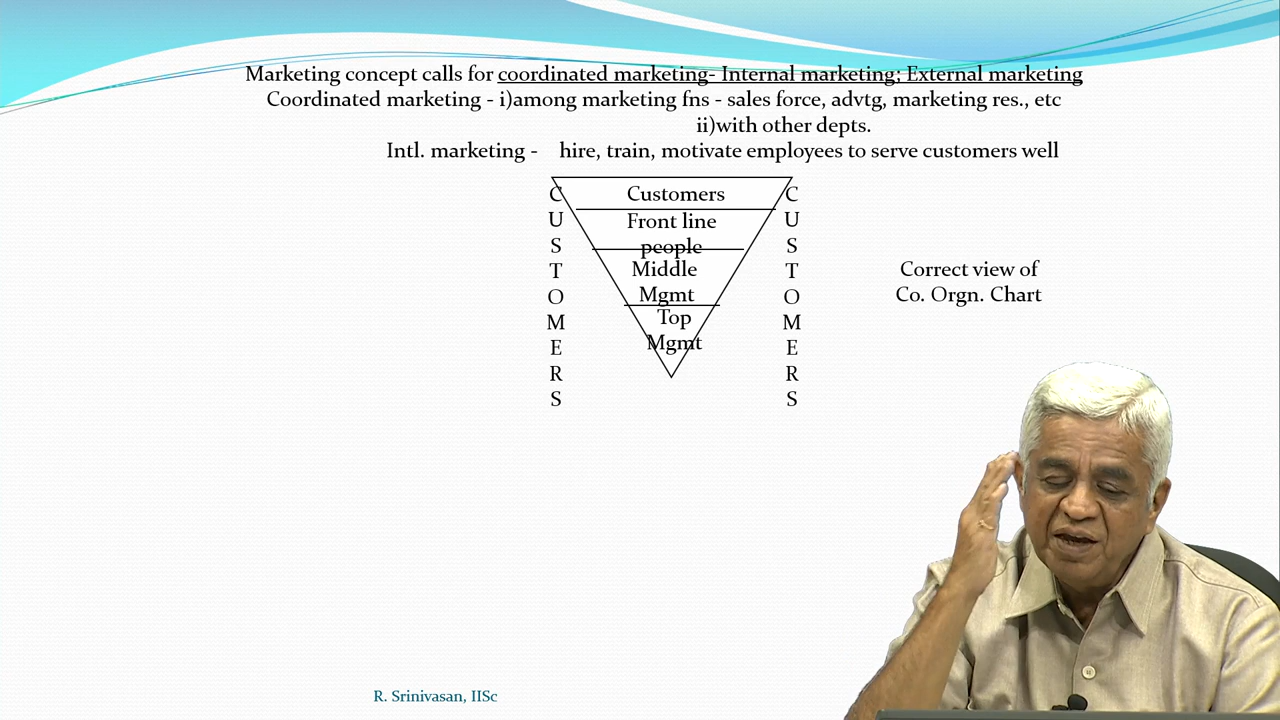 Marketing concept calls for coordinated marketing- Internal marketing; External marketing
Coordinated marketing - i)among marketing fns - sales force, advtg, marketing res., etc
ii)with other depts.
Intl. marketing - hire, train, motivate employees to serve customers well
C
U
S
T
O
M
E
R
S
Customers
Front line
people
Middle
Mgmt
Top
Mgmt
C
U
S
T
O
M
E
R
S
Correct view of
Co. Orgn. Chart
R. Srinivasan, IISc